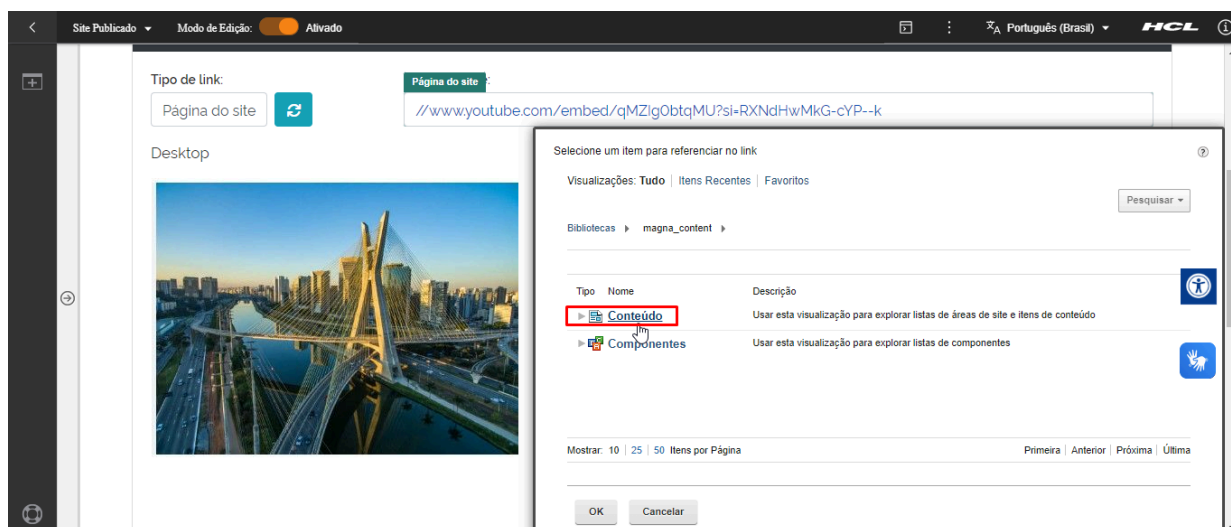 Site Publicado Modo de Edição: Ativado Português (Brasil) HCL
Tipo de link:
Página do site
Página do site
//www.youtube.com/embed/qMZIg0btqMU?si=RXNdHwMkG-cYP--k
Desktop
Selecione um item para referenciar no link
Visualizações: Tudo | Itens Recentes | Favoritos
Pesquisar
Bibliotecas magna_content
Tipo Nome Descrição
Conteúdo Usar esta visualização para explorar listas de áreas de site e itens de conteúdo
Componentes Usar esta visualização para explorar listas de componentes
Mostrar: 10 | 25 | 50 Itens por Página Primeira | Anterior | Próxima | Última
OK Cancelar